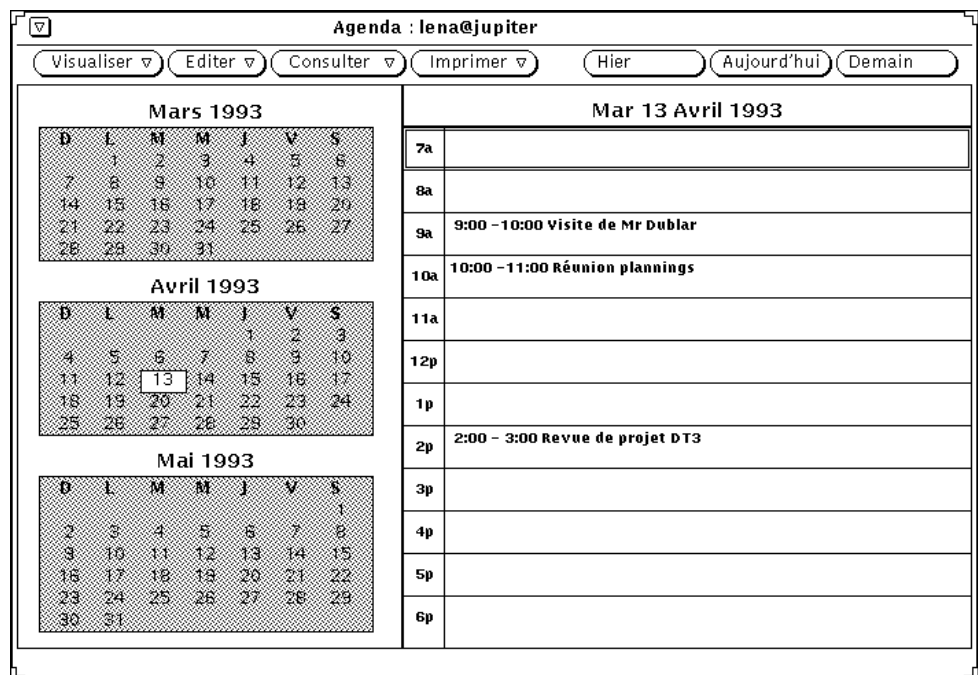 Agenda : lena@jupiter
Visualiser Editer Consulter Imprimer Hier Aujourd'hui Demain
Mars 1993
D L M M J V S
1 2 3 4 5 6
7 8 9 10 11 12 13
14 15 16 17 18 19 20
21 22 23 24 25 26 27
28 29 30 31
Avril 1993
D L M M J V S
1 2 3
4 5 6 7 8 9 10
11 12 13 14 15 16 17
18 19 20 21 22 23 24
25 26 27 28 29 30
Mai 1993
D L M M J V S
1
2 3 4 5 6 7 8
9 10 11 12 13 14 15
16 17 18 19 20 21 22
23 24 25 26 27 28 29
30 31
Mar 13 Avril 1993
7a
8a
9a 9:00 -10:00 Visite de Mr Dublar
10a 10:00 -11:00 Réunion plannings
11a
12p
1p
2p 2:00 - 3:00 Revue de projet DT3
3p
4p
5p
6p